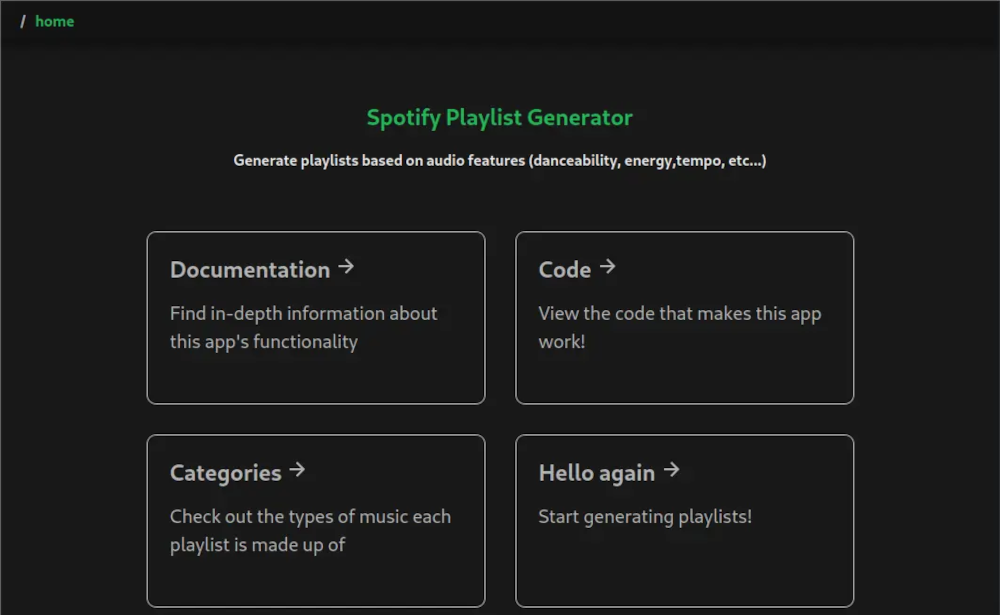 / home
Spotify Playlist Generator
Generate playlists based on audio features (danceability, energy,tempo, etc...)
Documentation →
Find in-depth information about
this app's functionality
Code →
View the code that makes this app
work!
Categories →
Check out the types of music each
playlist is made up of
Hello again →
Start generating playlists!